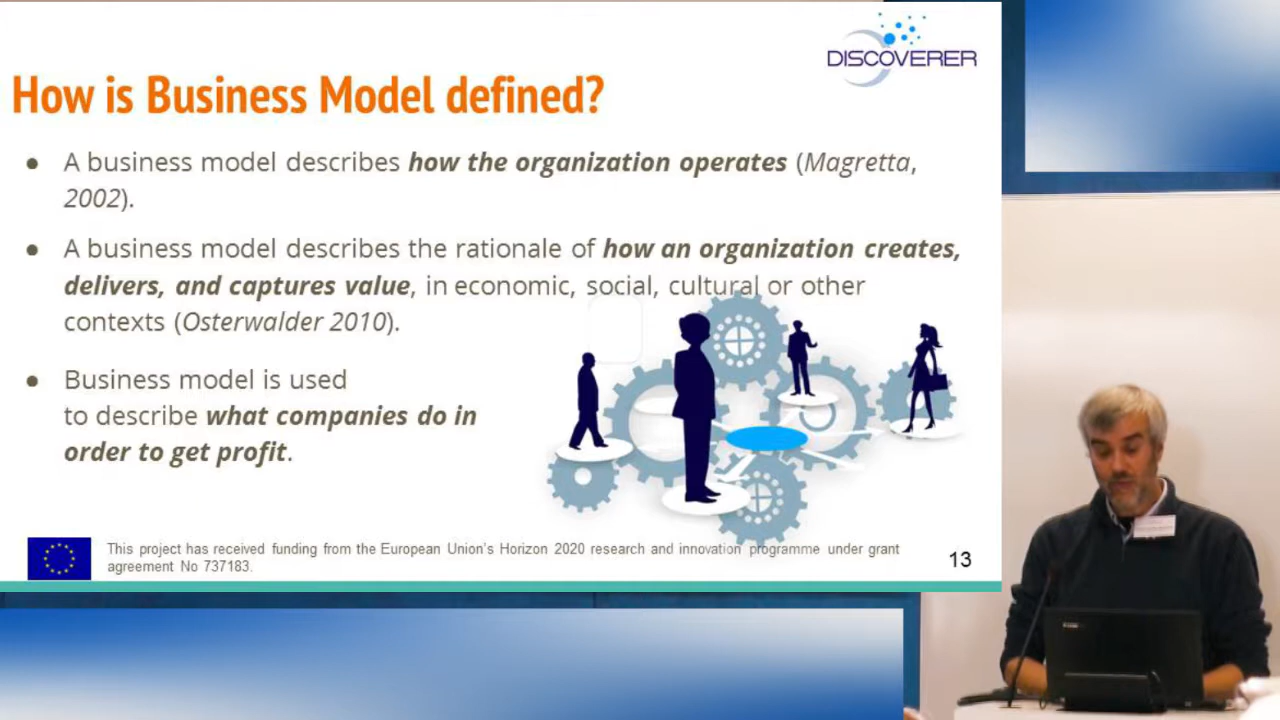 DISCOVERER
How is Business Model defined?
● A business model describes how the organization operates (Magretta,
2002).
● A business model describes the rationale of how an organization creates,
delivers, and captures value, in economic, social, cultural or other
contexts (Osterwalder 2010).
● Business model is used
to describe what companies do in
order to get profit.
This project has received funding from the European Union's Horizon 2020 research and innovation programme under grant
agreement No 737183.
13